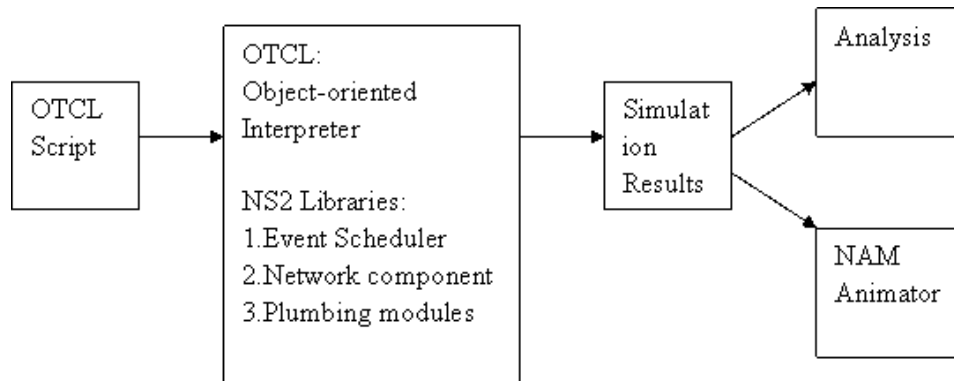 OTCL
Script
OTCL:
Object-oriented
Interpreter
NS2 Libraries:
1.Event Scheduler
2.Network component
3.Plumbing modules
Simulat
ion
Results
Analysis
NAM
Animator